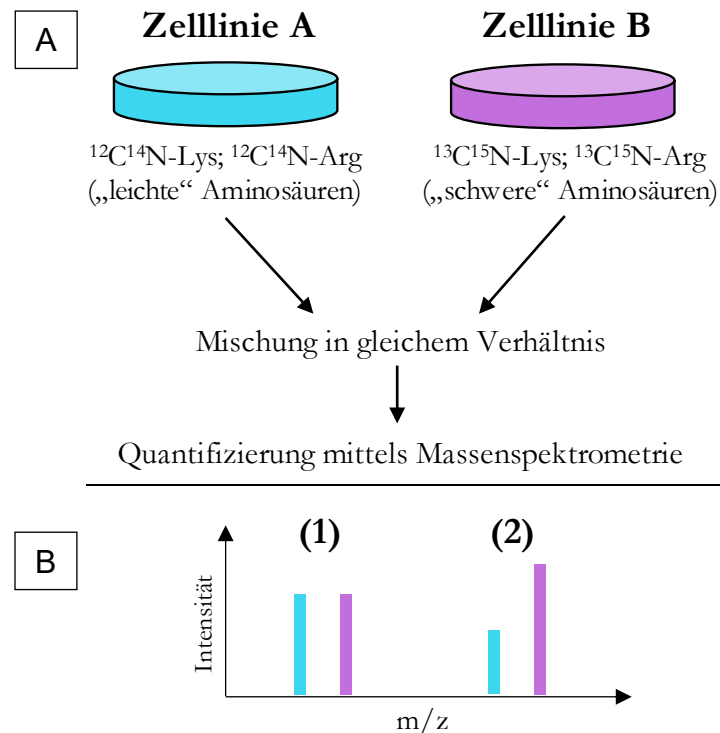 A
Zelllinie A
Zelllinie B
¹²C¹⁴N-Lys; ¹²C¹⁴N-Arg
(„leichte“ Aminosäuren)
¹³C¹⁵N-Lys; ¹³C¹⁵N-Arg
(„schwere“ Aminosäuren)
Mischung in gleichem Verhältnis
Quantifizierung mittels Massenspektrometrie
B
(1)
(2)
Intensität
m/z